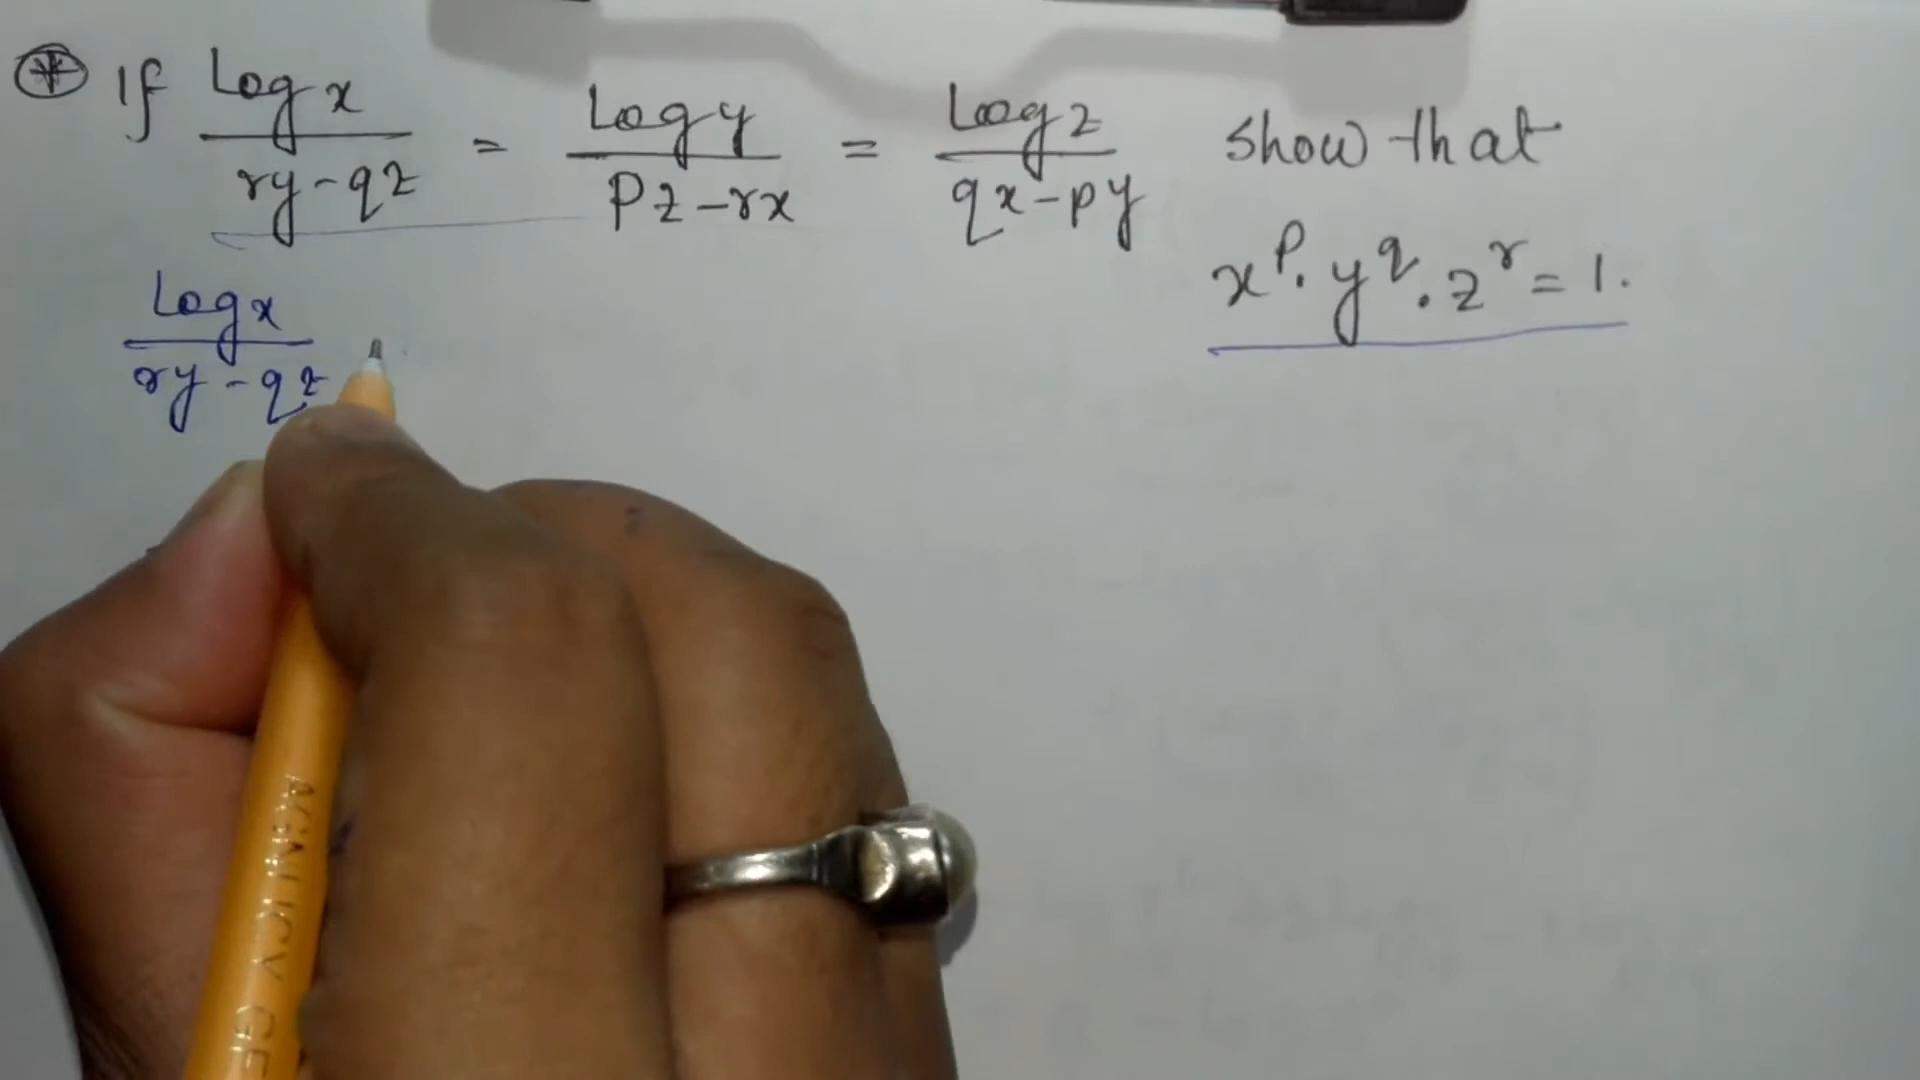 If Log x / ry - qz = Log y / pz - rx = Log z / qx - py Show that
x^p . y^q . z^r = 1.
Log x / ry - qz